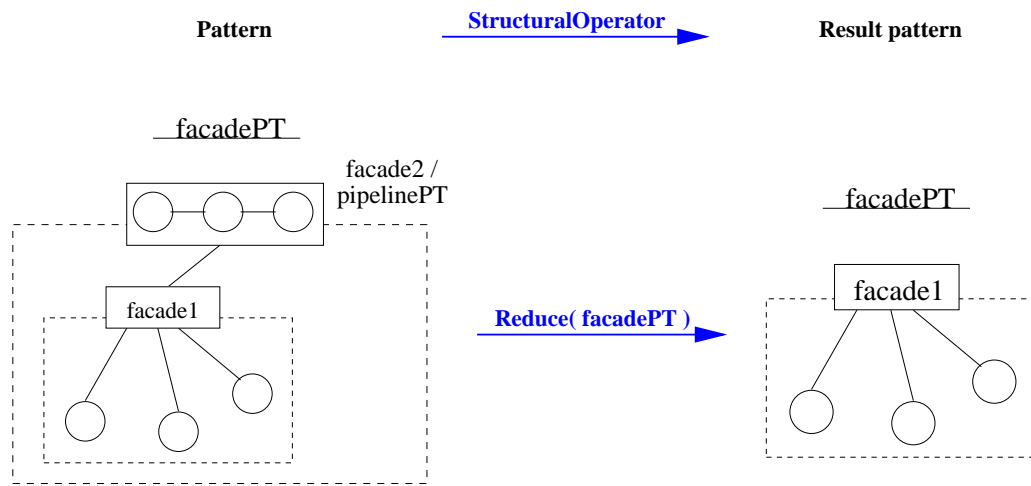 Pattern
StructuralOperator
Result pattern
facadePT
facade2 /
pipelinePT
facadePT
facade1
facade1
Reduce( facadePT )